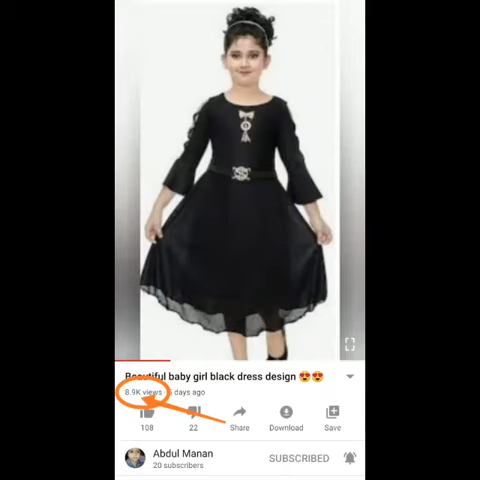 Beautiful baby girl black dress design 😍😍
8.9K views · 5 days ago
108
22
Share
Download
Save
Abdul Manan
20 subscribers
SUBSCRIBED